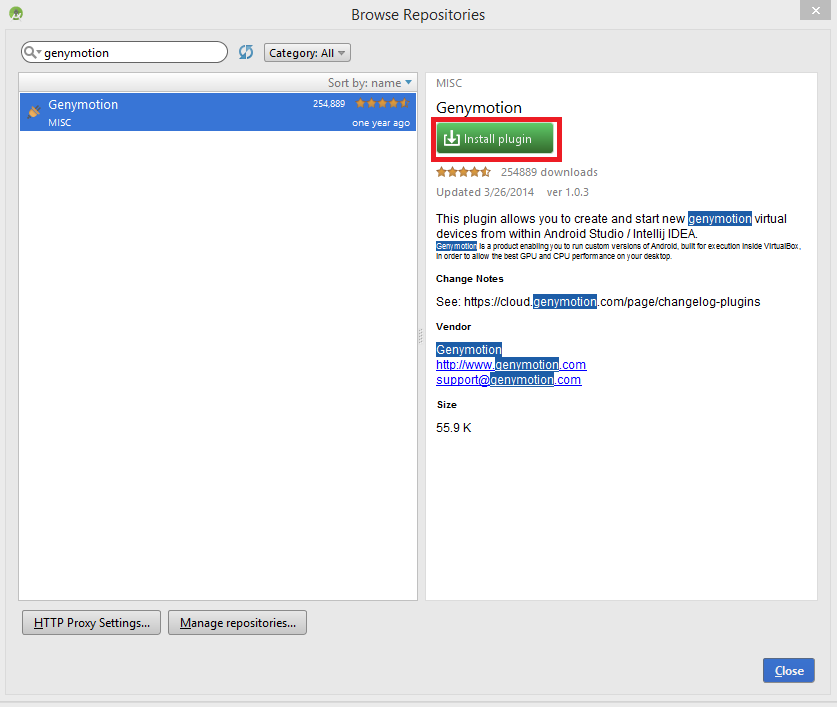 Browse Repositories
genymotion
Category: All
Sort by: name
Genymotion 254,889
MISC one year ago
MISC
Genymotion
Install plugin
254889 downloads
Updated 3/26/2014 ver 1.0.3
This plugin allows you to create and start new genymotion virtual
devices from within Android Studio / Intellij IDEA.
Genymotion is a product enabling you to run custom versions of Android, built for execution inside VirtualBox,
in order to allow the best GPU and CPU performance on your desktop.
Change Notes
See: https://cloud.genymotion.com/page/changelog-plugins
Vendor
Genymotion
http://www.genymotion.com
support@genymotion.com
Size
55.9 K
HTTP Proxy Settings...
Manage repositories...
Close